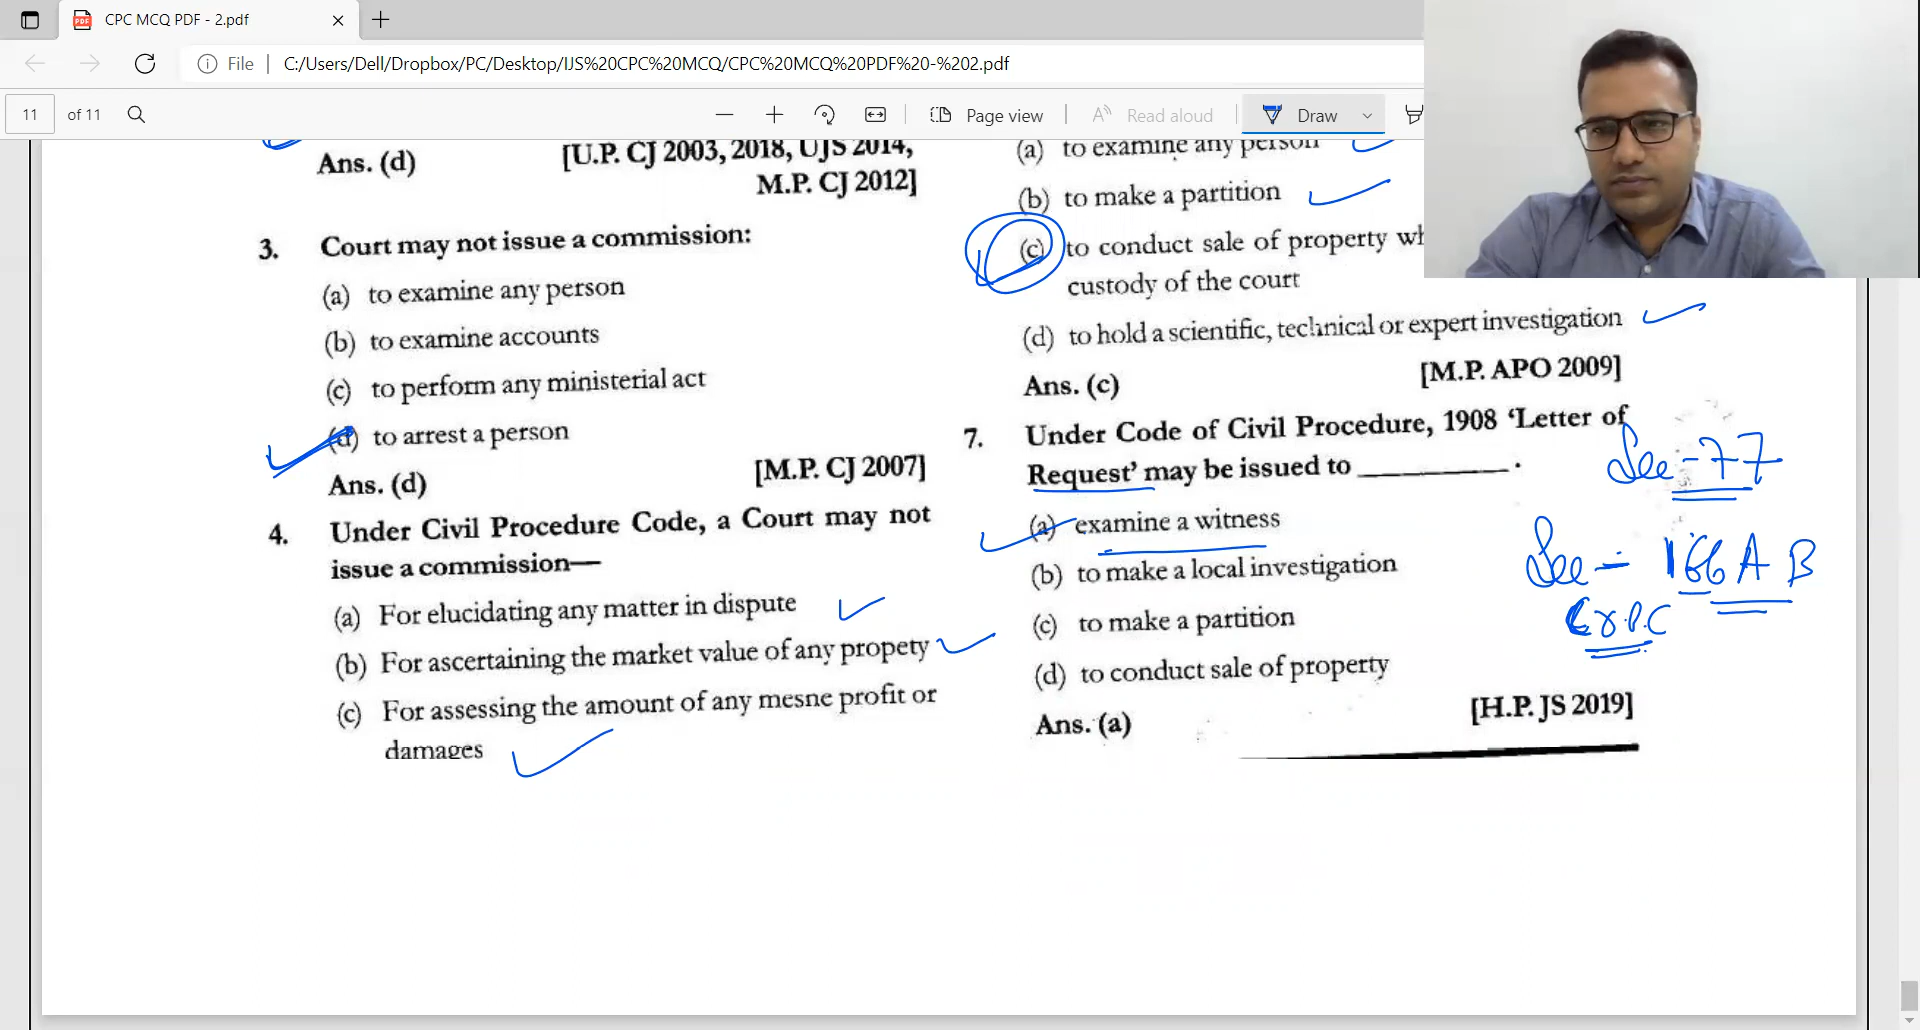 CPC MCQ PDF - 2.pdf
File
C:/Users/Dell/Dropbox/PC/Desktop/IJS%20CPC%20MCQ/CPC%20MCQ%20PDF%20-%202.pdf
11 of 11
Page view
Read aloud
Draw
Ans. (d) [U.P. CJ 2003, 2018, UJS 2014,
M.P. CJ 2012]
3. Court may not issue a commission:
(a) to examine any person
(b) to examine accounts
(c) to perform any ministerial act
(d) to arrest a person
Ans. (d) [M.P. CJ 2007]
4. Under Civil Procedure Code, a Court may not
issue a commission—
(a) For elucidating any matter in dispute
(b) For ascertaining the market value of any propety
(c) For assessing the amount of any mesne profit or
damages
(a) to examine any person
(b) to make a partition
(c) to conduct sale of property
custody of the court
(d) to hold a scientific, technical or expert investigation
Ans. (c) [M.P. APO 2009]
7. Under Code of Civil Procedure, 1908 ‘Letter of
Request’ may be issued to __________.
(a) examine a witness
(b) to make a local investigation
(c) to make a partition
(d) to conduct sale of property
Ans. (a) [H.P. JS 2019]
Sec - 77
Sec - 166 A B
CrPC